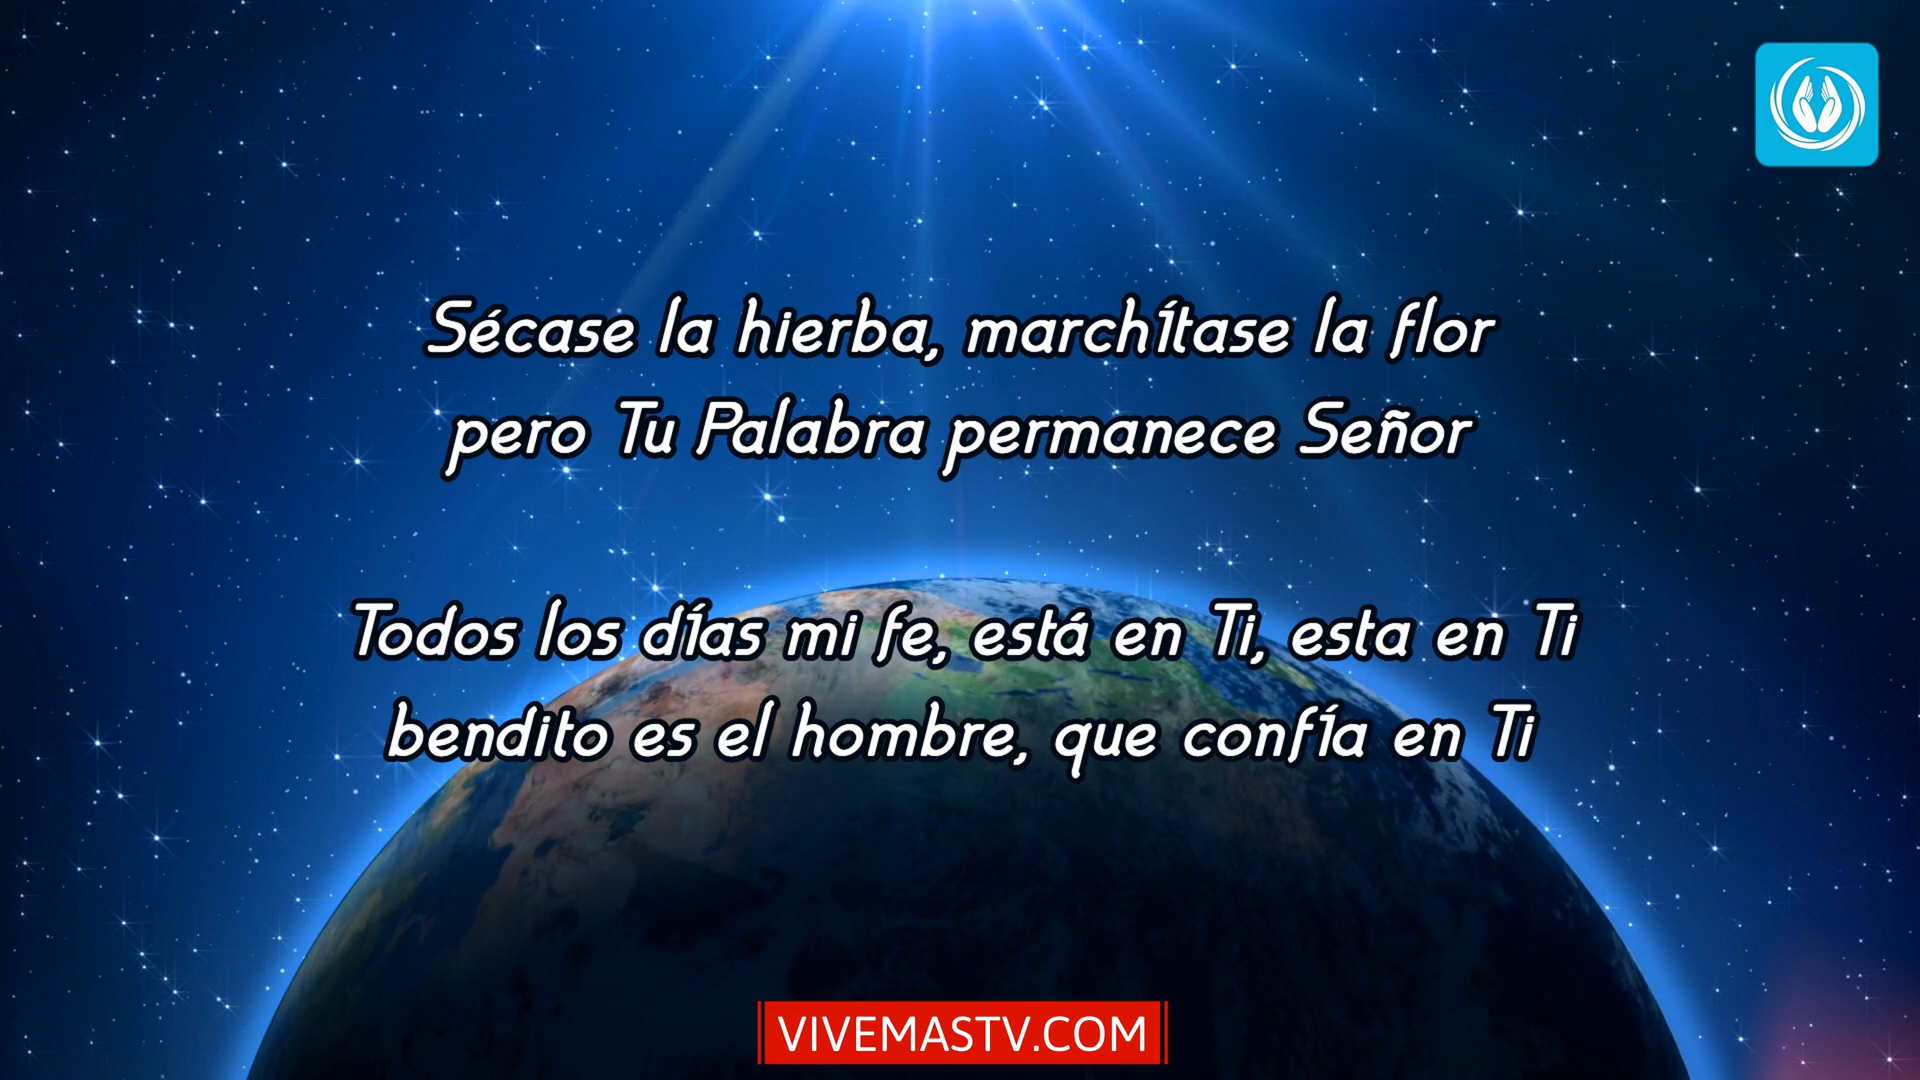 Sécase la hierba, marchítase la flor
pero Tu Palabra permanece Señor
Todos los días mi fe, está en Ti, esta en Ti
bendito es el hombre, que confía en Ti
VIVEMASTV.COM